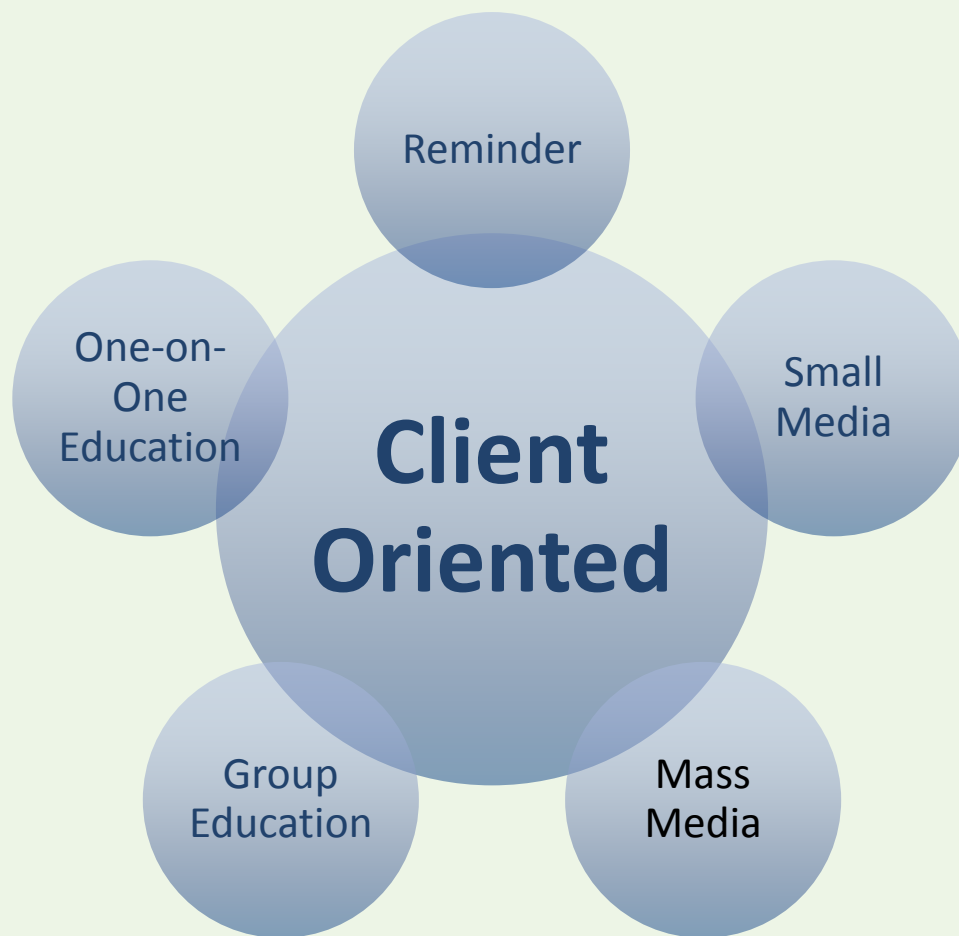 Reminder
One-on-
One
Education
Small
Media
Client
Oriented
Group
Education
Mass
Media